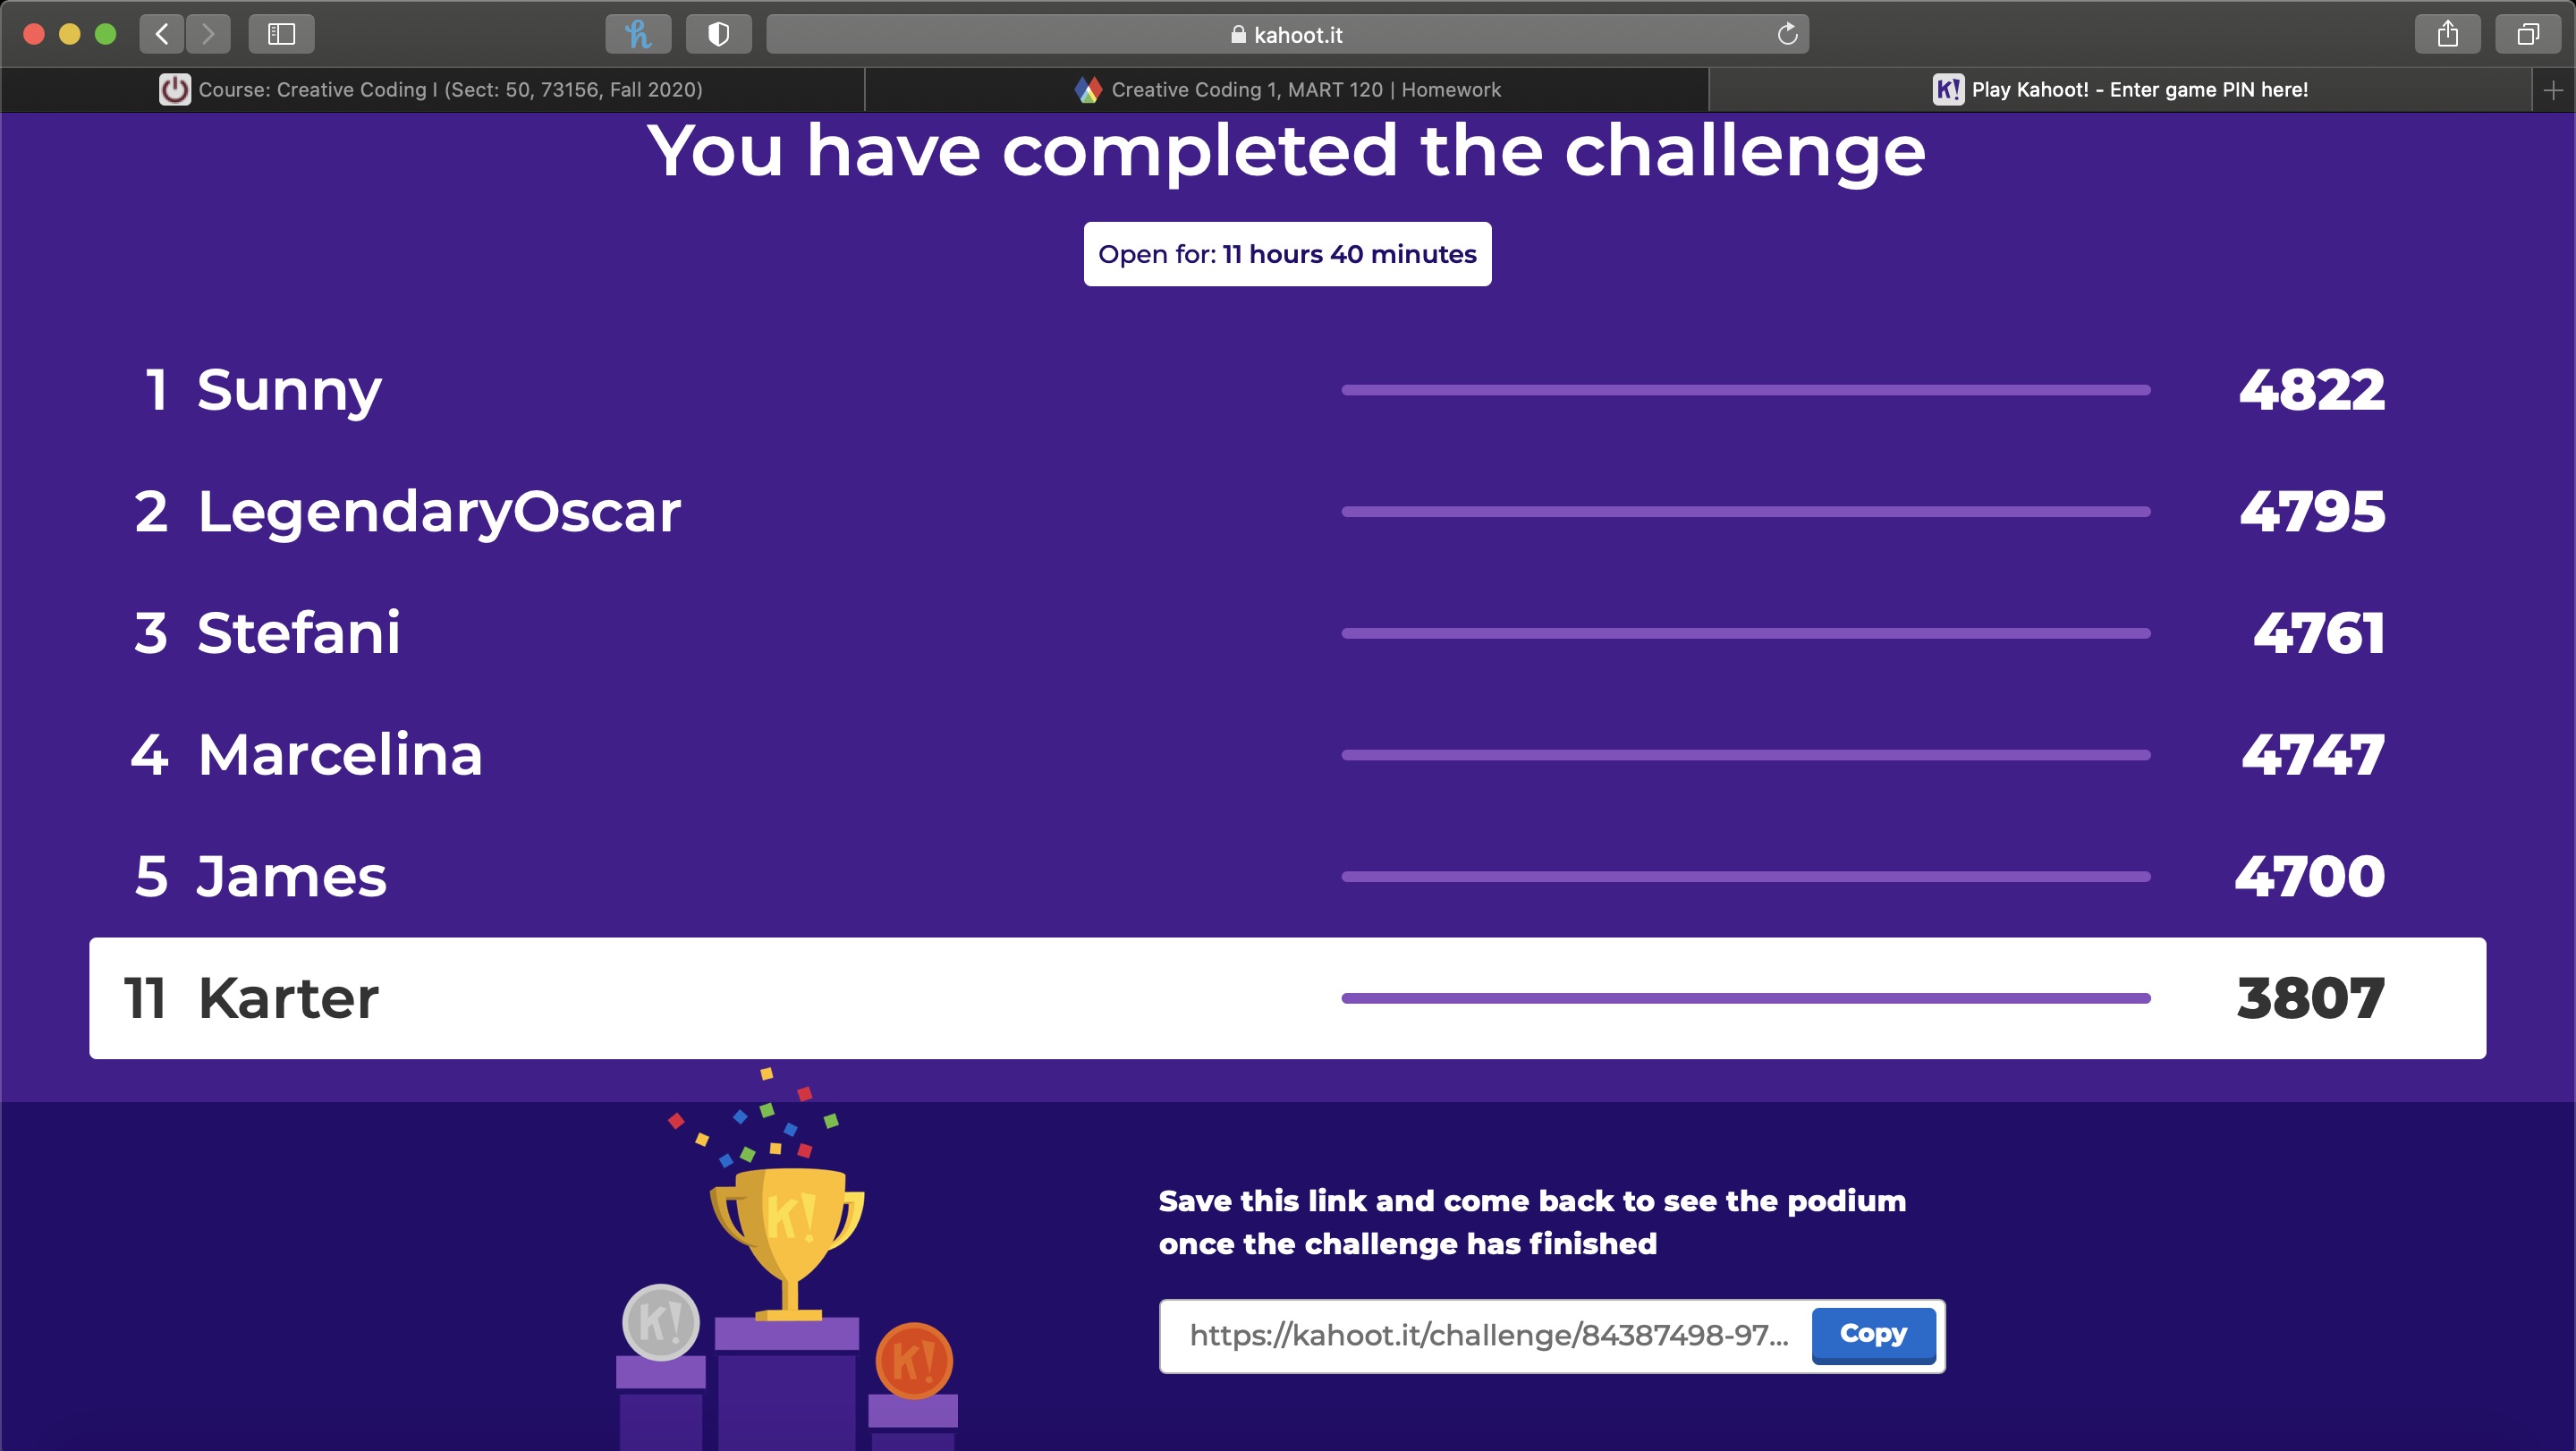 kahoot.it
Course: Creative Coding I (Sect: 50, 73156, Fall 2020)
Creative Coding 1, MART 120 | Homework
K! Play Kahoot! - Enter game PIN here!
You have completed the challenge
Open for: 11 hours 40 minutes
1 Sunny 4822
2 LegendaryOscar 4795
3 Stefani 4761
4 Marcelina 4747
5 James 4700
11 Karter 3807
K!
Save this link and come back to see the podium
once the challenge has finished
K!
https://kahoot.it/challenge/84387498-97... Copy
K!